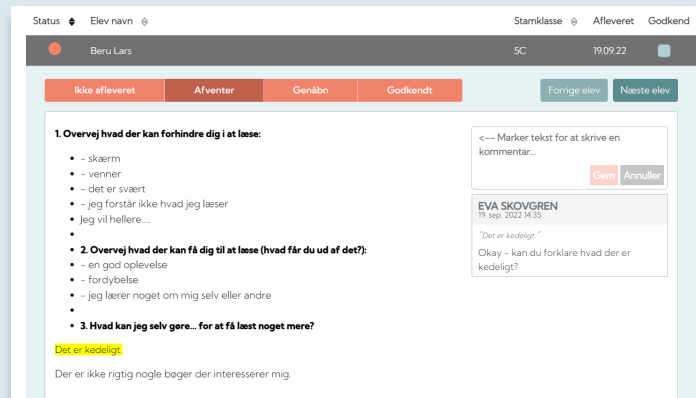 Status Elev navn Stamklasse Afleveret Godkend
Beru Lars 5C 19.09.22
Ikke afleveret Afventer Genåbn Godkendt Forrige elev Næste elev
1. Overvej hvad der kan forhindre dig i at læse:
- skærm
- venner
- det er svært
- jeg forstår ikke hvad jeg læser
Jeg vil hellere....
2. Overvej hvad der kan få dig til at læse (hvad får du ud af det?):
- en god oplevelse
- fordybelse
- jeg lærer noget om mig selv eller andre
3. Hvad kan jeg selv gøre... for at få læst noget mere?
Det er kedeligt.
Der er ikke rigtig nogle bøger der interesserer mig.
<-- Marker tekst for at skrive en
kommentar...
Gem Annuller
EVA SKOVGREN
19. sep. 2022 14:35
"Det er kedeligt."
Okay - kan du forklare hvad der er
kedeligt?